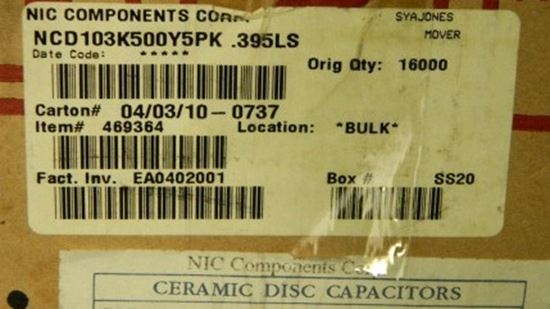 NIC COMPONENTS CORP. SYAJONES
NCD103K500Y5PK .395LS MOVER
Date Code: *****
Orig Qty: 16000
Carton# 04/03/10-0737
Item# 469364 Location: *BULK*
Fact. Inv. EA0402001 Box # SS20
NIC Components
CERAMIC DISC CAPACITORS